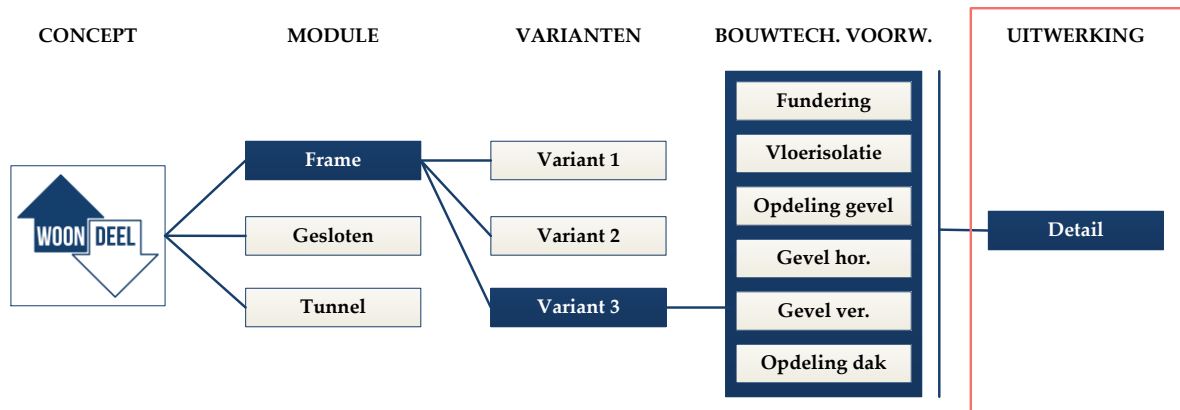 CONCEPT
MODULE
VARIANTEN
BOUWTECH. VOORW.
UITWERKING
WOON DEEL
Frame
Gesloten
Tunnel
Variant 1
Variant 2
Variant 3
Fundering
Vloerisolatie
Opdeling gevel
Gevel hor.
Gevel ver.
Opdeling dak
Detail